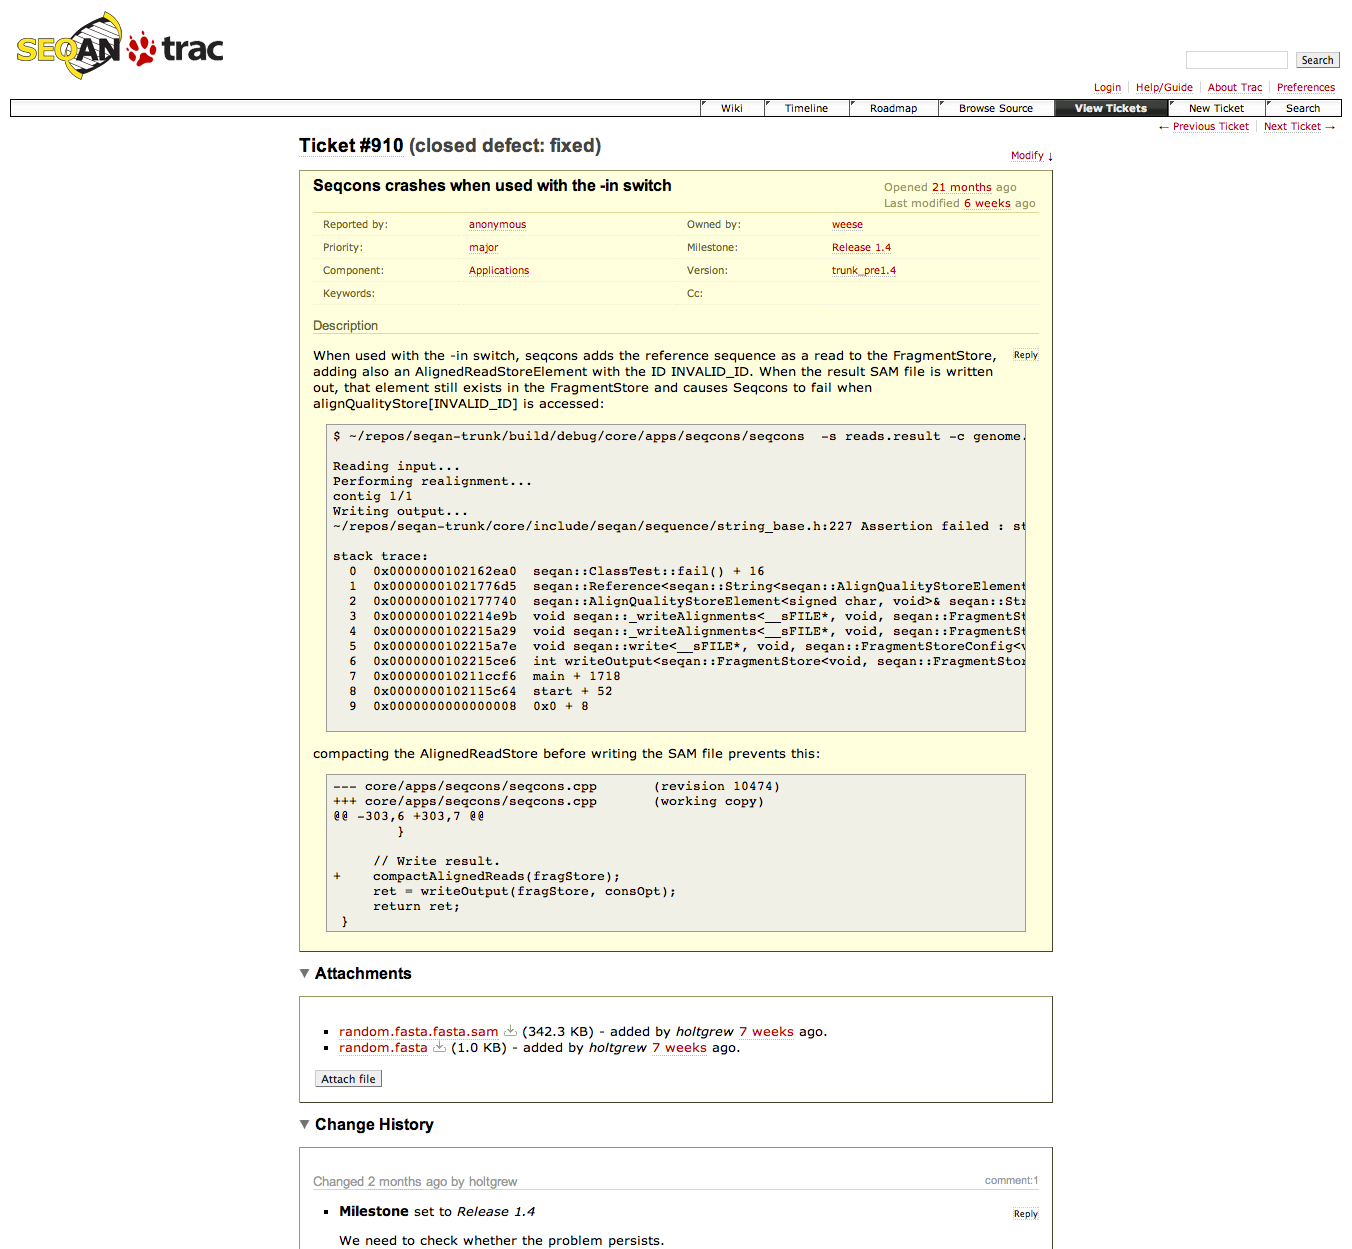 SEQAN trac
Search
Login Help/Guide About Trac Preferences
Wiki Timeline Roadmap Browse Source View Tickets New Ticket Search
← Previous Ticket Next Ticket →
Ticket #910 (closed defect: fixed)
Modify ↓
Seqcons crashes when used with the -in switch
Opened 21 months ago
Last modified 6 weeks ago
Reported by: anonymous Owned by: weese
Priority: major Milestone: Release 1.4
Component: Applications Version: trunk_pre1.4
Keywords: Cc:
Description
When used with the -in switch, seqcons adds the reference sequence as a read to the FragmentStore, Reply
adding also an AlignedReadStoreElement with the ID INVALID_ID. When the result SAM file is written
out, that element still exists in the FragmentStore and causes Seqcons to fail when
alignQualityStore[INVALID_ID] is accessed:
$ ~/repos/seqan-trunk/build/debug/core/apps/seqcons/seqcons  -s reads.result -c genome.
Reading input...
Performing realignment...
contig 1/1
Writing output...
~/repos/seqan-trunk/core/include/seqan/sequence/string_base.h:227 Assertion failed : st
stack trace:
  0  0x0000000102162ea0  seqan::ClassTest::fail() + 16
  1  0x00000001021776d5  seqan::Reference<seqan::String<seqan::AlignQualityStoreElement
  2  0x0000000102177740  seqan::AlignQualityStoreElement<signed char, void>& seqan::Str
  3  0x0000000102214e9b  void seqan::_writeAlignments<__sFILE*, void, seqan::FragmentSt
  4  0x0000000102215a29  void seqan::_writeAlignments<__sFILE*, void, seqan::FragmentSt
  5  0x0000000102215a7e  void seqan::write<__sFILE*, void, seqan::FragmentStoreConfig<v
  6  0x0000000102215ce6  int writeOutput<seqan::FragmentStore<void, seqan::FragmentStor
  7  0x000000010211ccf6  main + 1718
  8  0x0000000102115c64  start + 52
  9  0x0000000000000008  0x0 + 8
compacting the AlignedReadStore before writing the SAM file prevents this:
--- core/apps/seqcons/seqcons.cpp       (revision 10474)
+++ core/apps/seqcons/seqcons.cpp       (working copy)
@@ -303,6 +303,7 @@
        }
     // Write result.
+    compactAlignedReads(fragStore);
     ret = writeOutput(fragStore, consOpt);
     return ret;
 }
Attachments
random.fasta.fasta.sam (342.3 KB) - added by holtgrew 7 weeks ago.
random.fasta (1.0 KB) - added by holtgrew 7 weeks ago.
Attach file
Change History
Changed 2 months ago by holtgrew comment:1
Milestone set to Release 1.4 Reply
We need to check whether the problem persists.